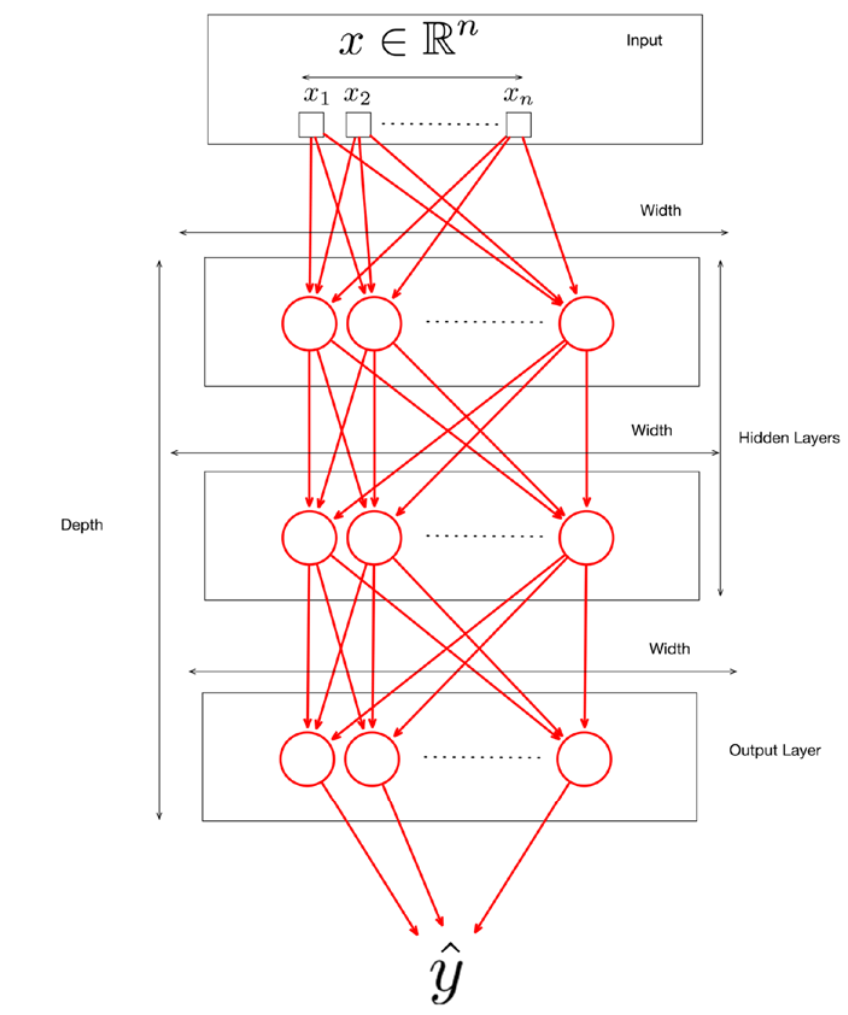 x ∈ ℝⁿ
Input
x₁ x₂ xₙ
Width
Width
Hidden Layers
Depth
Width
Output Layer
ŷ